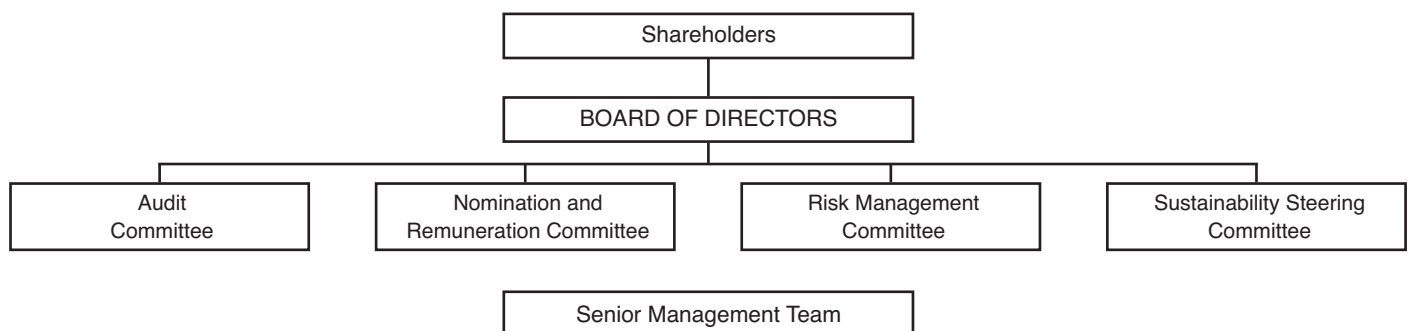 Shareholders
BOARD OF DIRECTORS
Audit
Committee
Nomination and
Remuneration Committee
Risk Management
Committee
Sustainability Steering
Committee
Senior Management Team